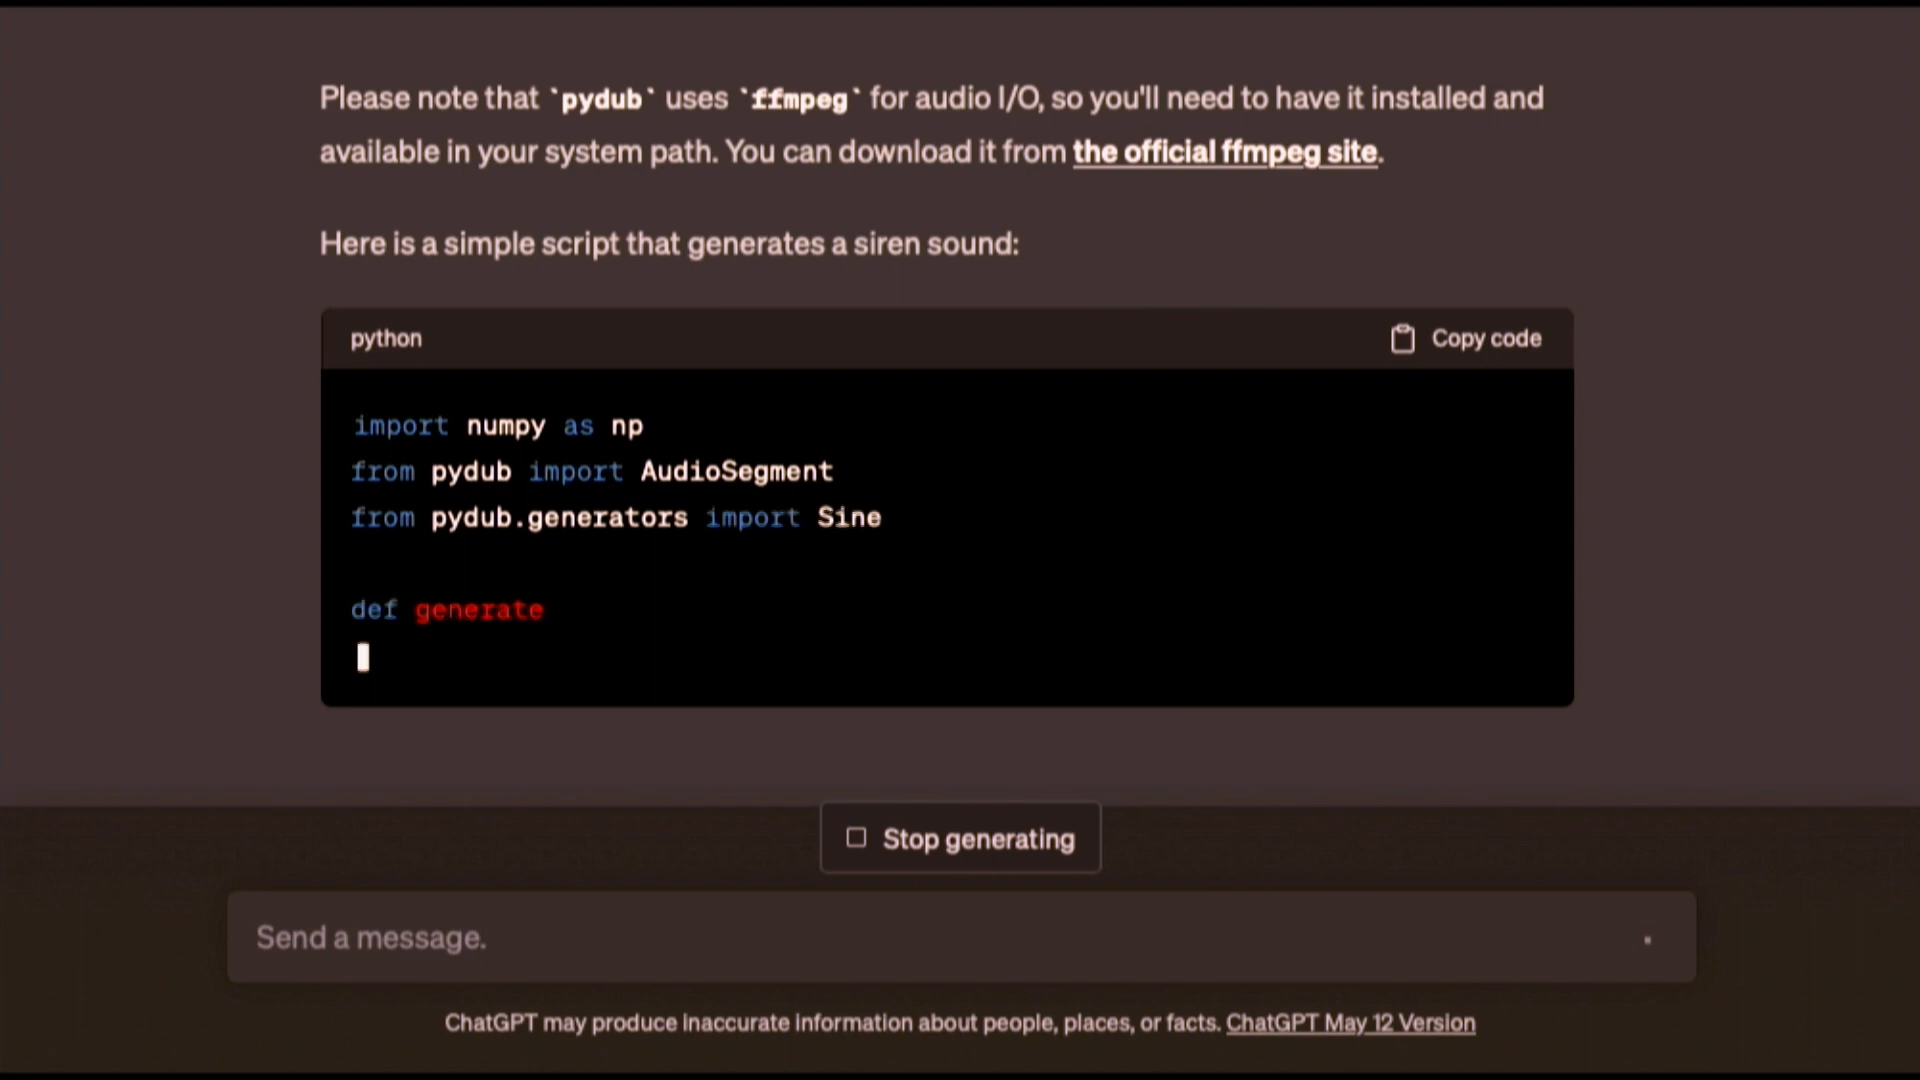 Please note that `pydub` uses `ffmpeg` for audio I/O, so you'll need to have it installed and
available in your system path. You can download it from the official ffmpeg site.
Here is a simple script that generates a siren sound:
python
Copy code
import numpy as np
from pydub import AudioSegment
from pydub.generators import Sine
def generate
Stop generating
Send a message.
ChatGPT may produce inaccurate information about people, places, or facts. ChatGPT May 12 Version